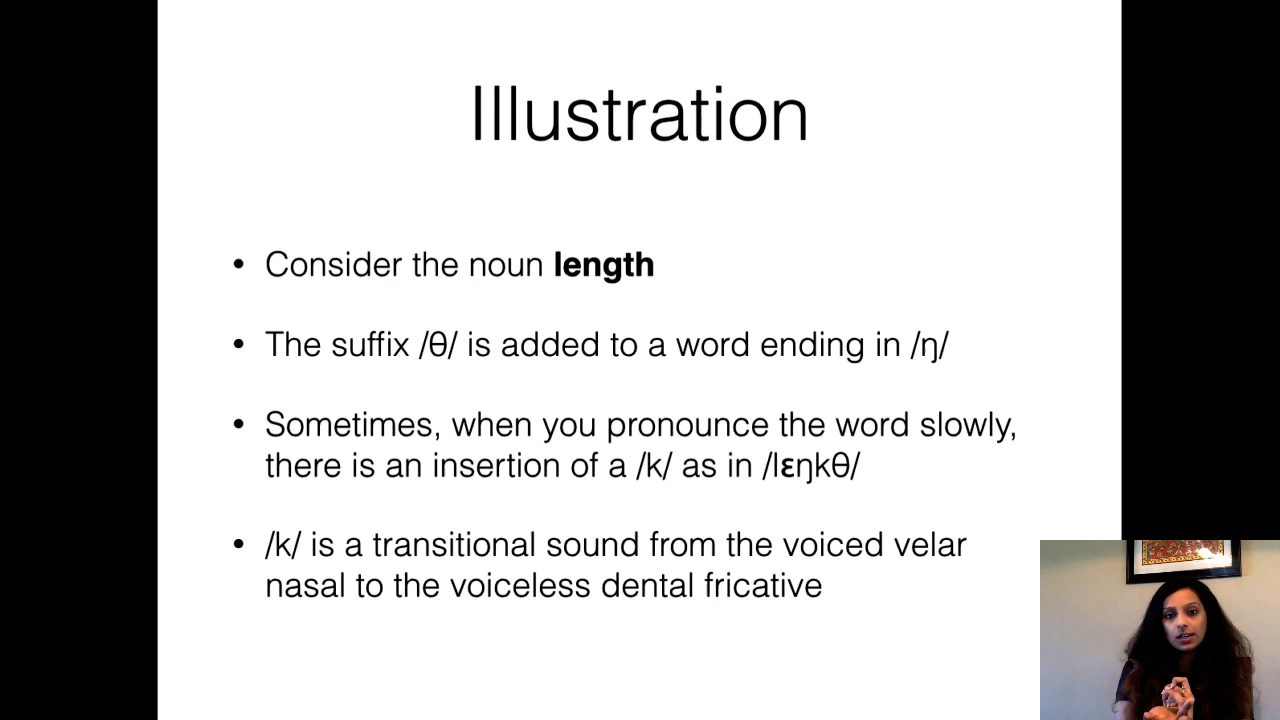 Illustration
• Consider the noun length
• The suffix /θ/ is added to a word ending in /ŋ/
• Sometimes, when you pronounce the word slowly,
there is an insertion of a /k/ as in /lɛŋkθ/
• /k/ is a transitional sound from the voiced velar
nasal to the voiceless dental fricative